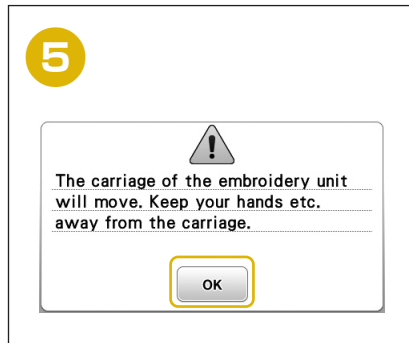 5
!
The carriage of the embroidery unit
will move. Keep your hands etc.
away from the carriage.
OK